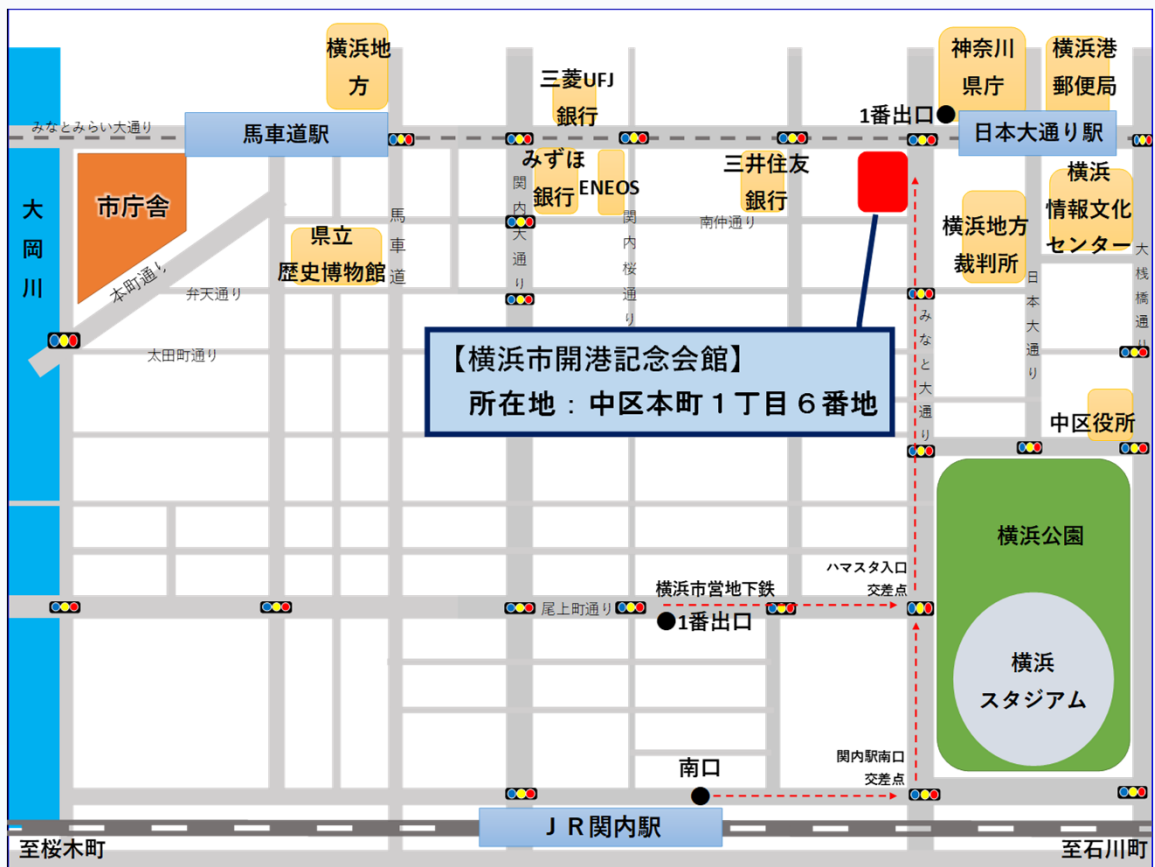 横浜地
方
三菱UFJ
銀行
神奈川
県庁
横浜港
郵便局
1番出口
みなとみらい大通り
馬車道駅
日本大通り駅
大岡川
市庁舎
みずほ
銀行
ENEOS
三井住友
銀行
横浜
情報文化
センター
関内大通り
馬車道
関内桜通り
南仲通り
県立
歴史博物館
横浜地方
裁判所
本町通り
弁天通り
太田町通り
みなと大通り
日本大通り
大桟橋通り
【横浜市開港記念会館】
所在地：中区本町１丁目６番地
中区役所
横浜公園
ハマスタ入口
交差点
横浜市営地下鉄
尾上町通り
1番出口
横浜
スタジアム
関内駅南口
交差点
南口
ＪＲ関内駅
至桜木町
至石川町